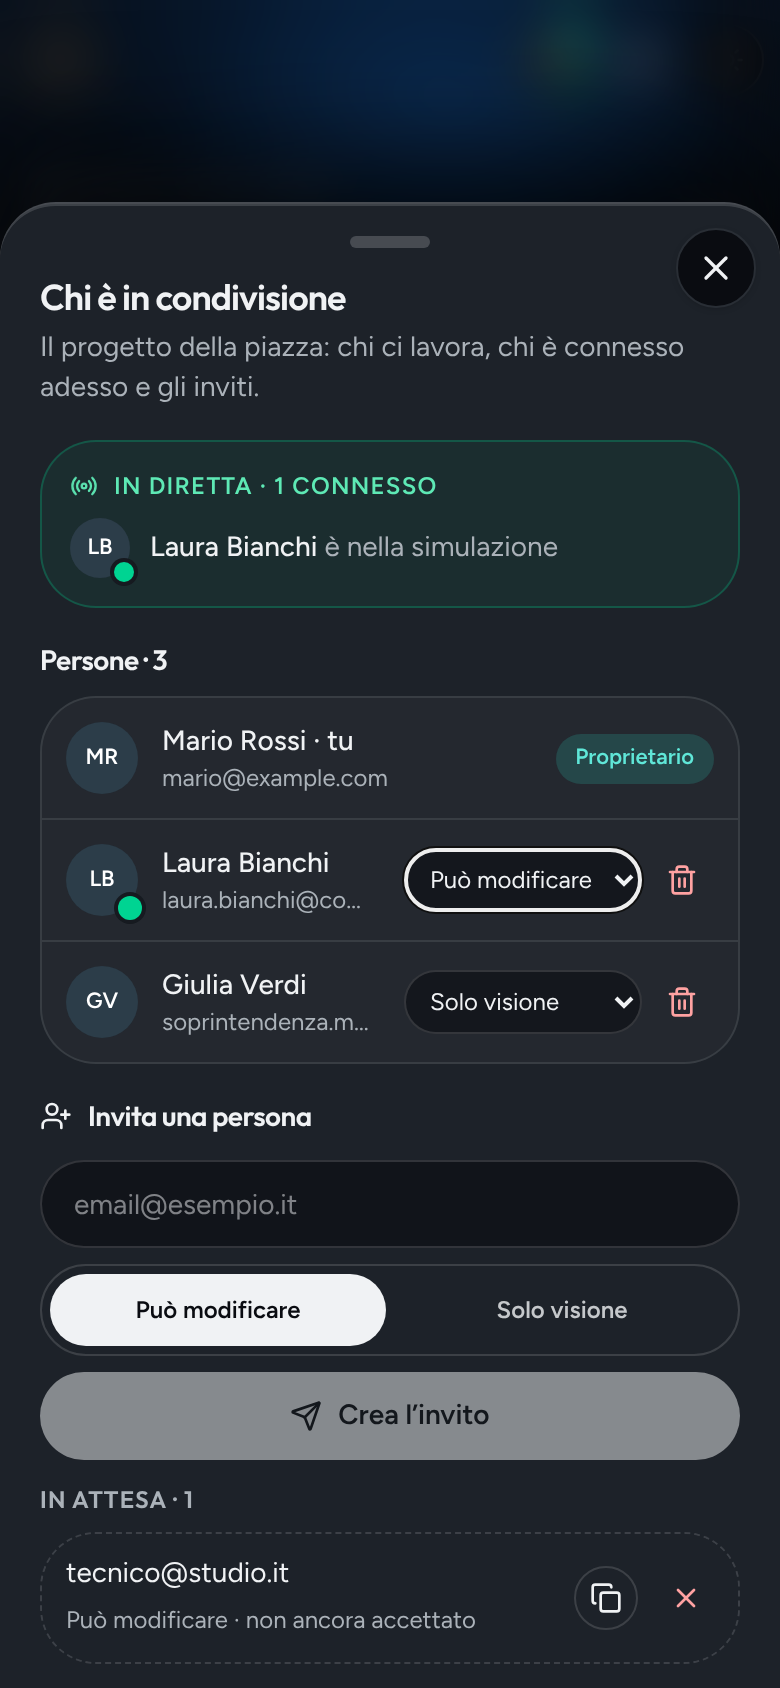 Chi è in condivisione
Il progetto della piazza: chi ci lavora, chi è connesso
adesso e gli inviti.
IN DIRETTA · 1 CONNESSO
LB
Laura Bianchi è nella simulazione
Persone · 3
MR
Mario Rossi · tu
mario@example.com
Proprietario
LB
Laura Bianchi
laura.bianchi@co...
Può modificare
GV
Giulia Verdi
soprintendenza.m...
Solo visione
Invita una persona
email@esempio.it
Può modificare
Solo visione
Crea l’invito
IN ATTESA · 1
tecnico@studio.it
Può modificare · non ancora accettato